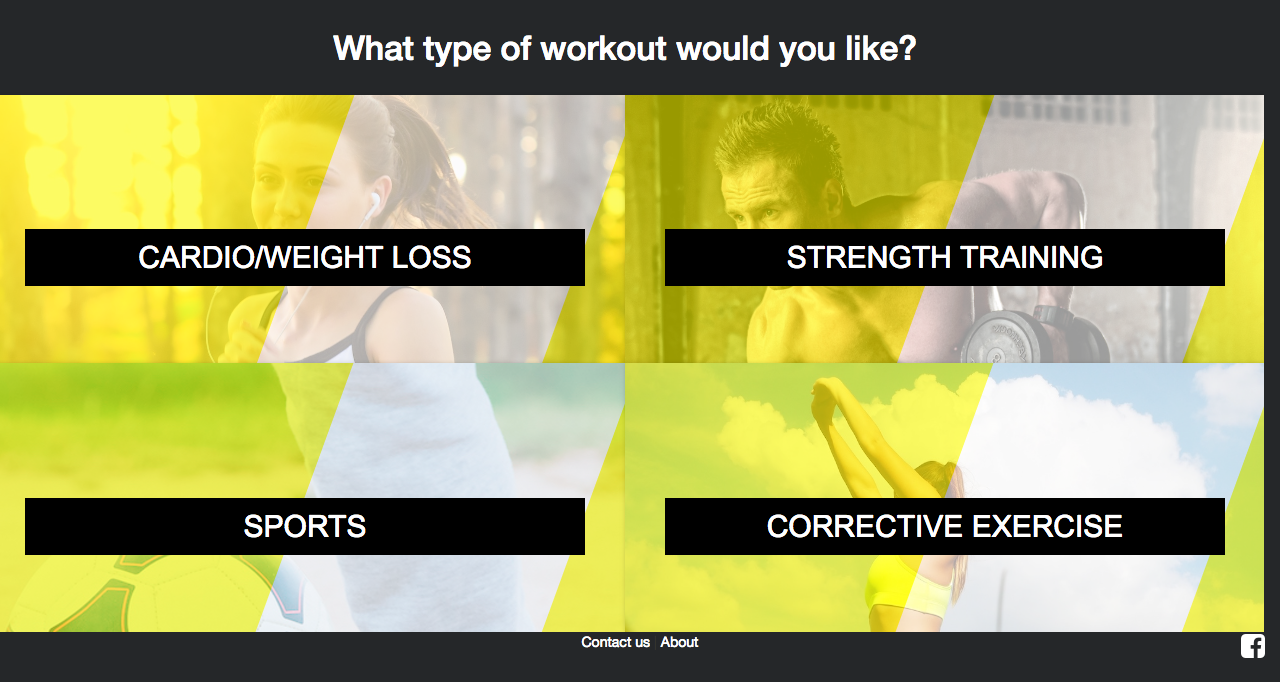 What type of workout would you like?
CARDIO/WEIGHT LOSS
STRENGTH TRAINING
SPORTS
CORRECTIVE EXERCISE
Contact us | About